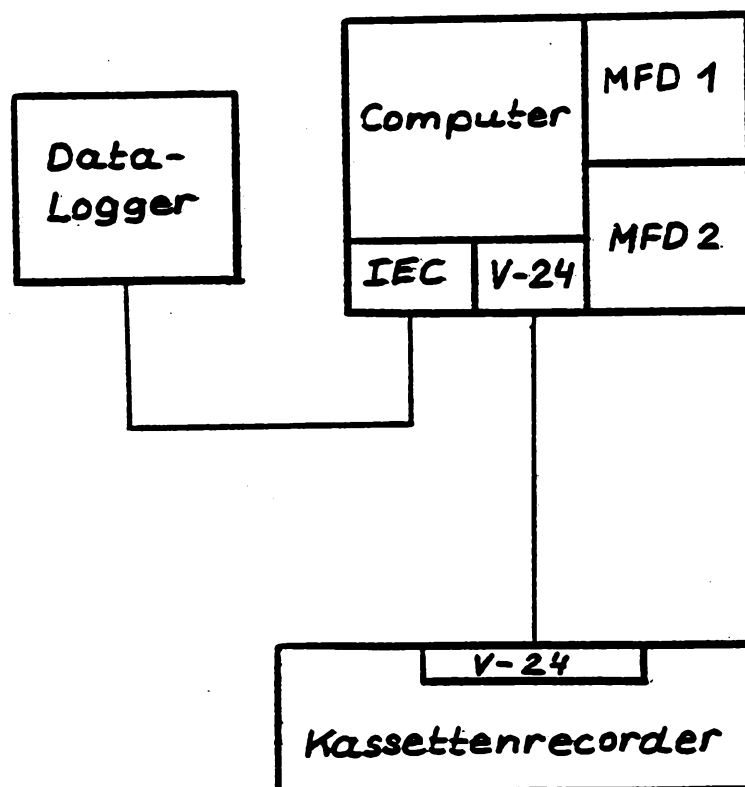 Data-
Logger
Computer
MFD 1
MFD 2
IEC
V-24
V-24
Kassettenrecorder